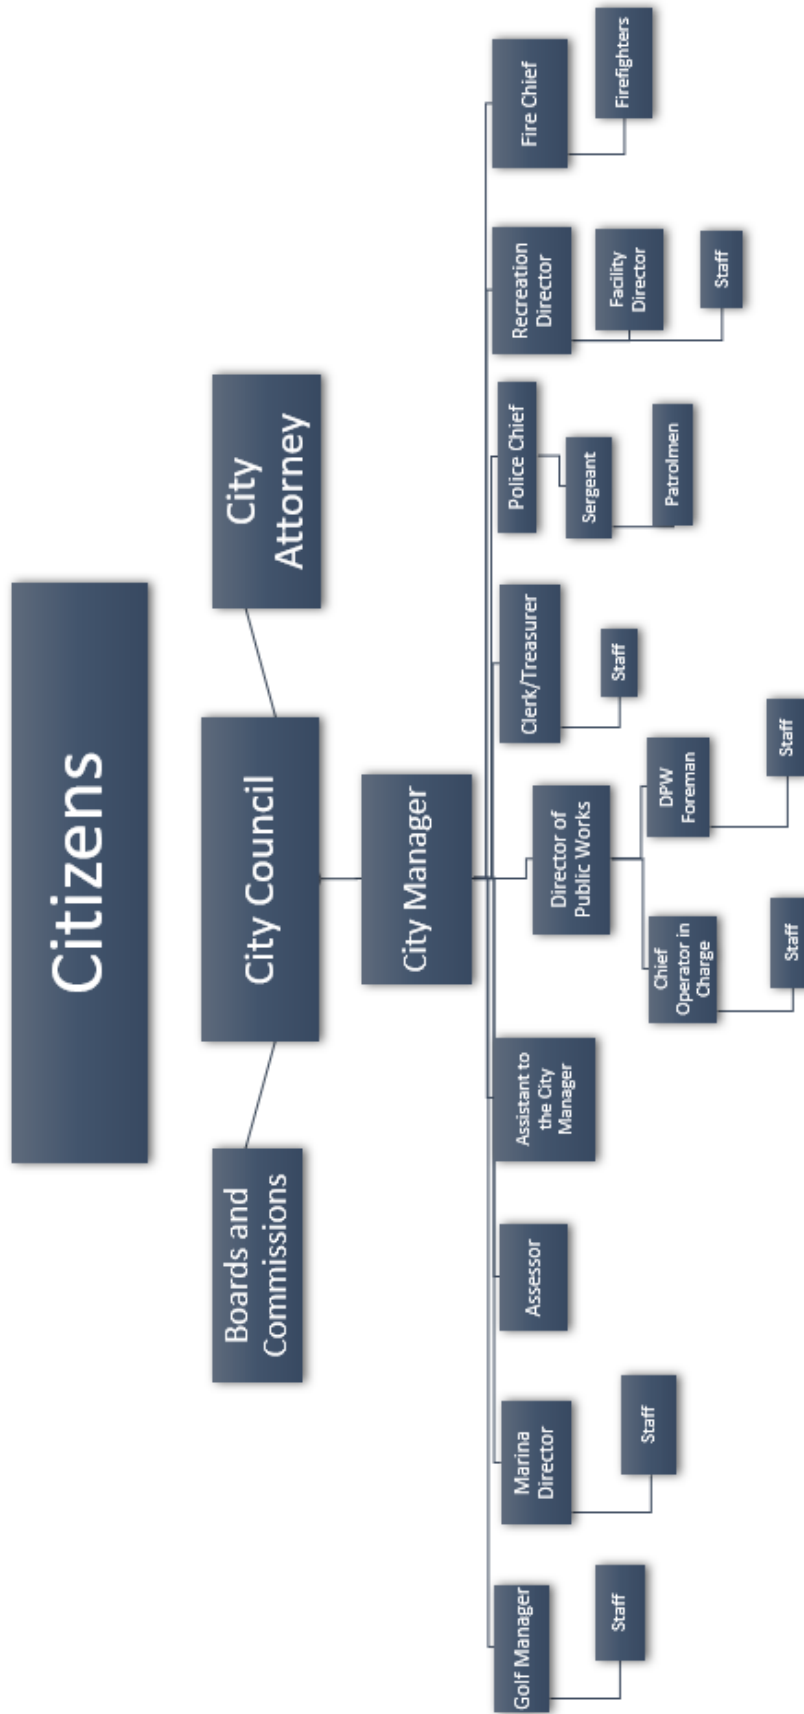 Citizens
Boards and
Commissions
City Council
City
Attorney
City Manager
Golf Manager
Staff
Marina
Director
Staff
Assessor
Assistant to
the City
Manager
Director of
Public Works
Chief
Operator in
Charge
Staff
DPW
Foreman
Staff
Clerk/Treasurer
Staff
Police Chief
Sergeant
Patrolmen
Recreation
Director
Facility
Director
Staff
Fire Chief
Firefighters